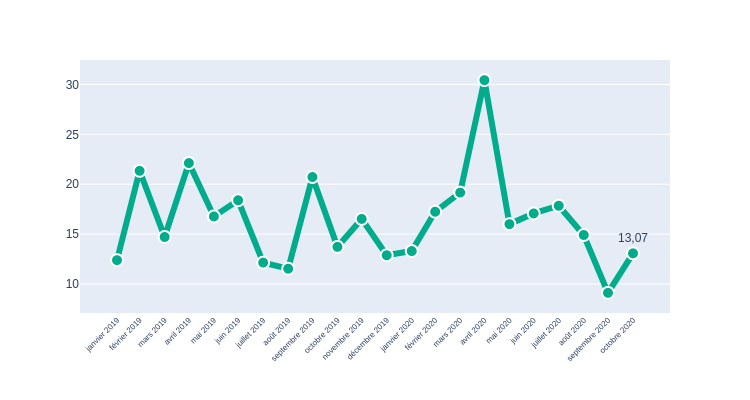 30
25
20
15
10
13,07
janvier 2019
février 2019
mars 2019
avril 2019
mai 2019
juin 2019
juillet 2019
août 2019
septembre 2019
octobre 2019
novembre 2019
décembre 2019
janvier 2020
février 2020
mars 2020
avril 2020
mai 2020
juin 2020
juillet 2020
août 2020
septembre 2020
octobre 2020